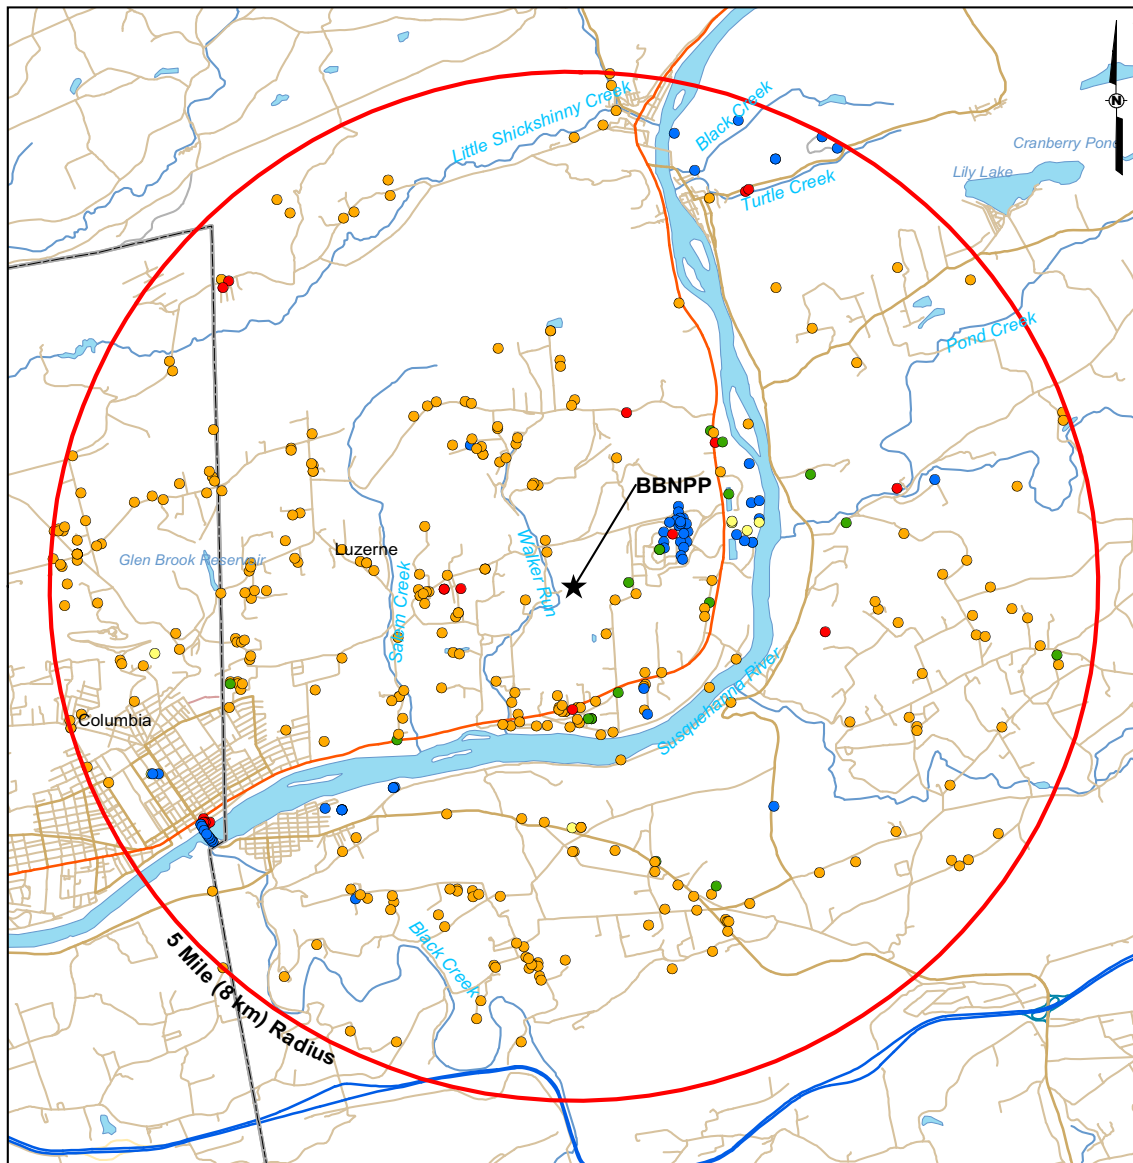 N
Little Shickshinny Creek
Black Creek
Cranberry Pond
Lily Lake
Turtle Creek
Pond Creek
BBNPP
Luzerne
Glen Brook Reservoir
Walker Run
Salem Creek
Columbia
Susquehanna River
Black Creek
5 Mile (8 km) Radius